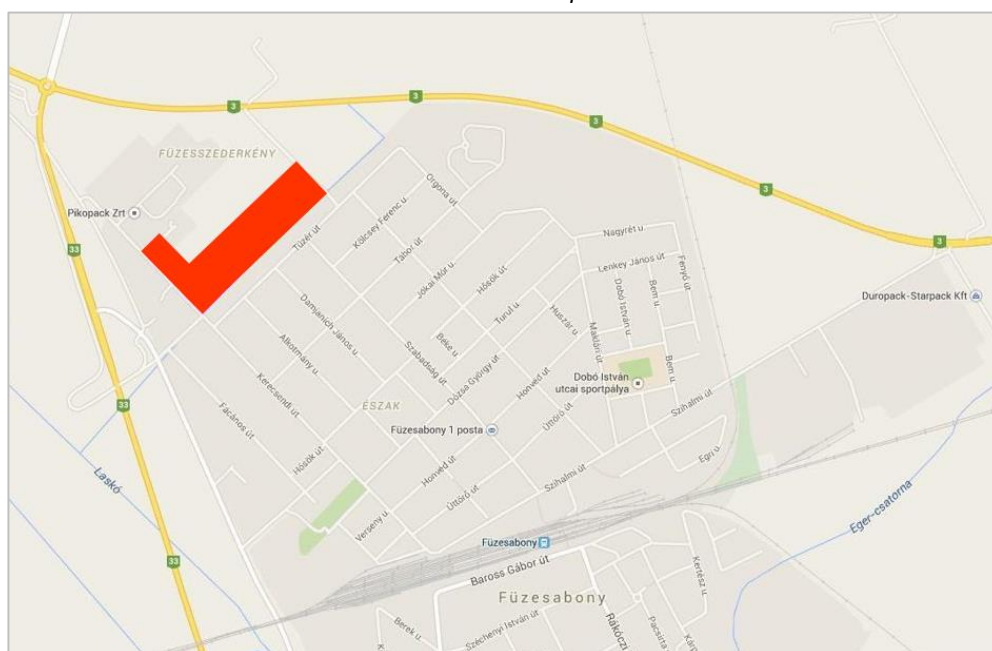 3
3
3
3
3
FÜZESSZEDERKÉNY
Pikopack Zrt
33
33
33
Orgona út
Kölcsey Ferenc u.
Tábor út
Tüzér út
Jókai Mór u.
Hősök út
Nagyrét u.
Lenkey János út
Fenyő út
Bem u.
Dobó István u.
Duropack-Starpack Kft
Turul u.
Huszár u.
Maklári út
Damjanich János u.
Béke u.
Szabadság út
Alkotmány u.
Kerecsendi út
Dózsa György út
Honvéd út
Dobó István
utcai sportpálya
Bem u.
Facános út
ÉSZAK
Úttörő út
Szihalmi út
Füzesabony 1 posta
Hősök út
Honvéd út
Egri u.
Laskó
Úttörő út
Szihalmi út
Verseny u.
Eger-csatorna
Füzesabony
Baross Gábor út
Kertész u.
Füzesabony
Berek u.
Széchenyi István út
Rákóczi
Pacsirta